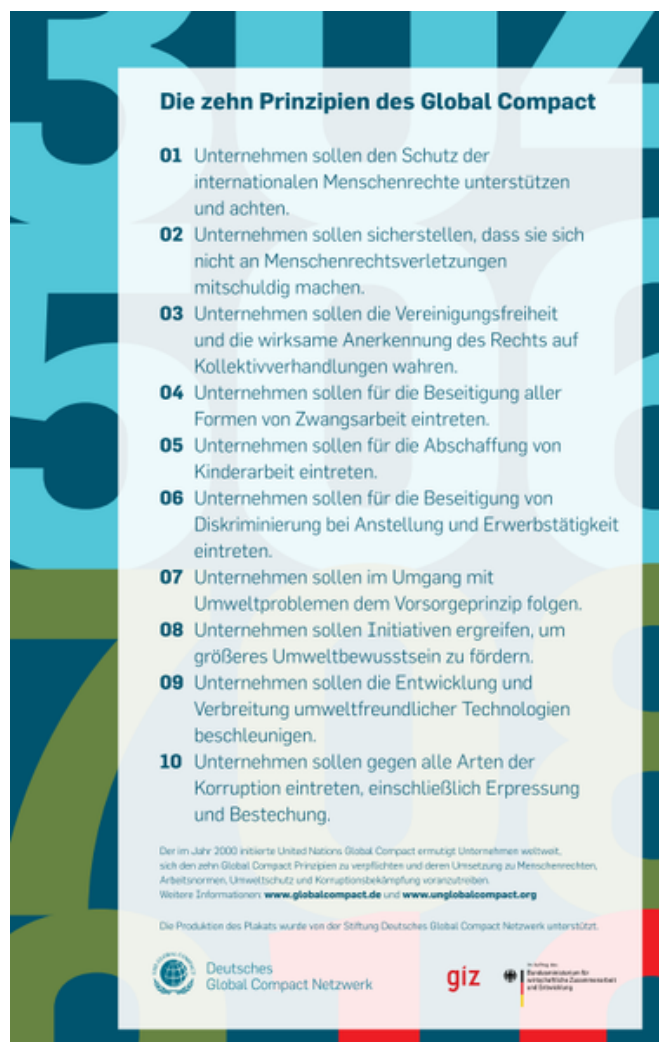 Die zehn Prinzipien des Global Compact
01 Unternehmen sollen den Schutz der
internationalen Menschenrechte unterstützen
und achten.
02 Unternehmen sollen sicherstellen, dass sie sich
nicht an Menschenrechtsverletzungen
mitschuldig machen.
03 Unternehmen sollen die Vereinigungsfreiheit
und die wirksame Anerkennung des Rechts auf
Kollektivverhandlungen wahren.
04 Unternehmen sollen für die Beseitigung aller
Formen von Zwangsarbeit eintreten.
05 Unternehmen sollen für die Abschaffung von
Kinderarbeit eintreten.
06 Unternehmen sollen für die Beseitigung von
Diskriminierung bei Anstellung und Erwerbstätigkeit
eintreten.
07 Unternehmen sollen im Umgang mit
Umweltproblemen dem Vorsorgeprinzip folgen.
08 Unternehmen sollen Initiativen ergreifen, um
größeres Umweltbewusstsein zu fördern.
09 Unternehmen sollen die Entwicklung und
Verbreitung umweltfreundlicher Technologien
beschleunigen.
10 Unternehmen sollen gegen alle Arten der
Korruption eintreten, einschließlich Erpressung
und Bestechung.
Der im Jahr 2000 initiierte United Nations Global Compact ermutigt Unternehmen weltweit,
sich den zehn Global Compact Prinzipien zu verpflichten und deren Umsetzung zu Menschenrechten,
Arbeitsnormen, Umweltschutz und Korruptionsbekämpfung voranzutreiben.
Weitere Informationen: www.globalcompact.de und www.unglobalcompact.org
Die Produktion des Plakats wurde von der Stiftung Deutsches Global Compact Netzwerk unterstützt.
Deutsches
Global Compact Netzwerk
giz
Im Auftrag des
Bundesministerium für
wirtschaftliche Zusammenarbeit
und Entwicklung